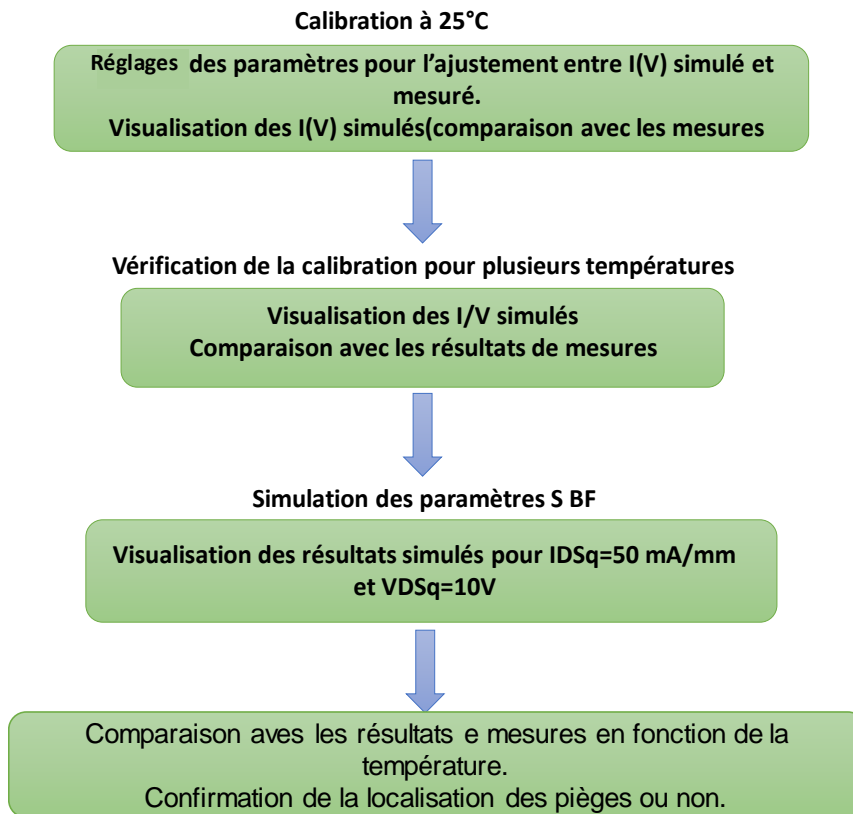 Calibration à 25°C
Réglages des paramètres pour l'ajustement entre I(V) simulé et
mesuré.
Visualisation des I(V) simulés(comparaison avec les mesures
Vérification de la calibration pour plusieurs températures
Visualisation des I/V simulés
Comparaison avec les résultats de mesures
Simulation des paramètres S BF
Visualisation des résultats simulés pour IDSq=50 mA/mm
et VDSq=10V
Comparaison aves les résultats e mesures en fonction de la
température.
Confirmation de la localisation des pièges ou non.